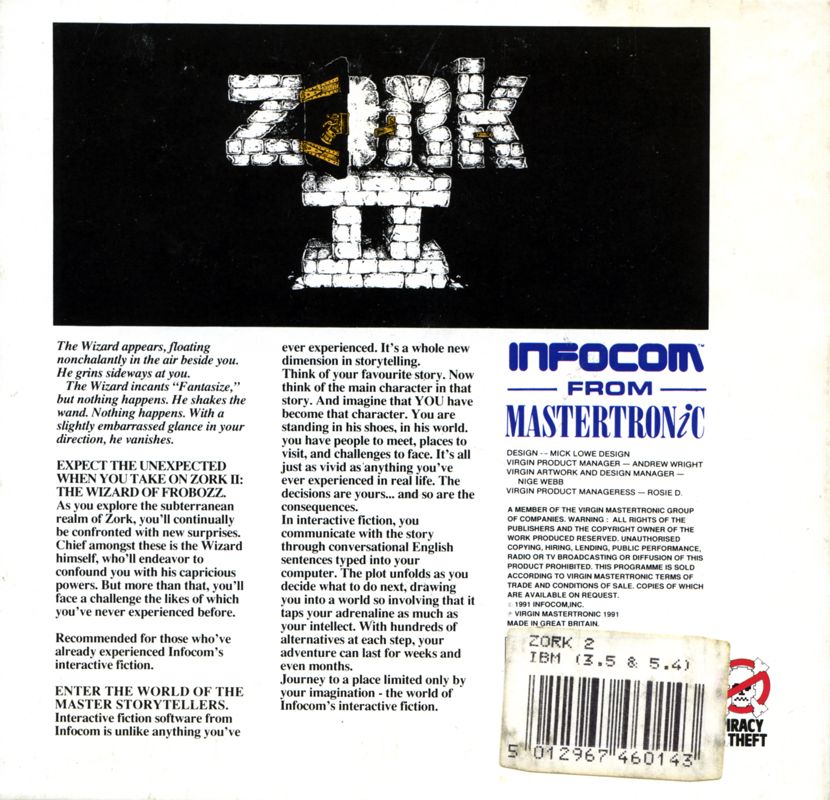 ZORK
II
The Wizard appears, floating
nonchalantly in the air beside you.
He grins sideways at you.
The Wizard incants “Fantasize,”
but nothing happens. He shakes the
wand. Nothing happens. With a
slightly embarrassed glance in your
direction, he vanishes.
EXPECT THE UNEXPECTED
WHEN YOU TAKE ON ZORK II:
THE WIZARD OF FROBOZZ.
As you explore the subterranean
realm of Zork, you’ll continually
be confronted with new surprises.
Chief amongst these is the Wizard
himself, who’ll endeavor to
confound you with his capricious
powers. But more than that, you’ll
face a challenge the likes of which
you’ve never experienced before.
Recommended for those who’ve
already experienced Infocom’s
interactive fiction.
ENTER THE WORLD OF THE
MASTER STORYTELLERS.
Interactive fiction software from
Infocom is unlike anything you’ve
ever experienced. It’s a whole new
dimension in storytelling.
Think of your favourite story. Now
think of the main character in that
story. And imagine that YOU have
become that character. You are
standing in his shoes, in his world.
you have people to meet, places to
visit, and challenges to face. It’s all
just as vivid as anything you’ve
ever experienced in real life. The
decisions are yours... and so are the
consequences.
In interactive fiction, you
communicate with the story
through conversational English
sentences typed into your
computer. The plot unfolds as you
decide what to do next, drawing
you into a world so involving that it
taps your adrenaline as much as
your intellect. With hundreds of
alternatives at each step, your
adventure can last for weeks and
even months.
Journey to a place limited only by
your imagination - the world of
Infocom’s interactive fiction.
INFOCOM™
FROM
MASTERTRONiC
DESIGN -- MICK LOWE DESIGN
VIRGIN PRODUCT MANAGER — ANDREW WRIGHT
VIRGIN ARTWORK AND DESIGN MANAGER —
NIGE WEBB
VIRGIN PRODUCT MANAGERESS — ROSIE D.
A MEMBER OF THE VIRGIN MASTERTRONIC GROUP
OF COMPANIES. WARNING : ALL RIGHTS OF THE
PUBLISHERS AND THE COPYRIGHT OWNER OF THE
WORK PRODUCED RESERVED. UNAUTHORISED
COPYING, HIRING, LENDING, PUBLIC PERFORMANCE,
RADIO OR TV BROADCASTING OR DIFFUSION OF THIS
PRODUCT PROHIBITED. THIS PROGRAMME IS SOLD
ACCORDING TO VIRGIN MASTERTRONIC TERMS OF
TRADE AND CONDITIONS OF SALE. COPIES OF WHICH
ARE AVAILABLE ON REQUEST.
© 1991 INFOCOM,INC.
VIRGIN MASTERTRONIC 1991
MADE IN GREAT BRITAIN.
ZORK 2
IBM (3.5 & 5.4)
5 012967 460143
IRACY
THEFT